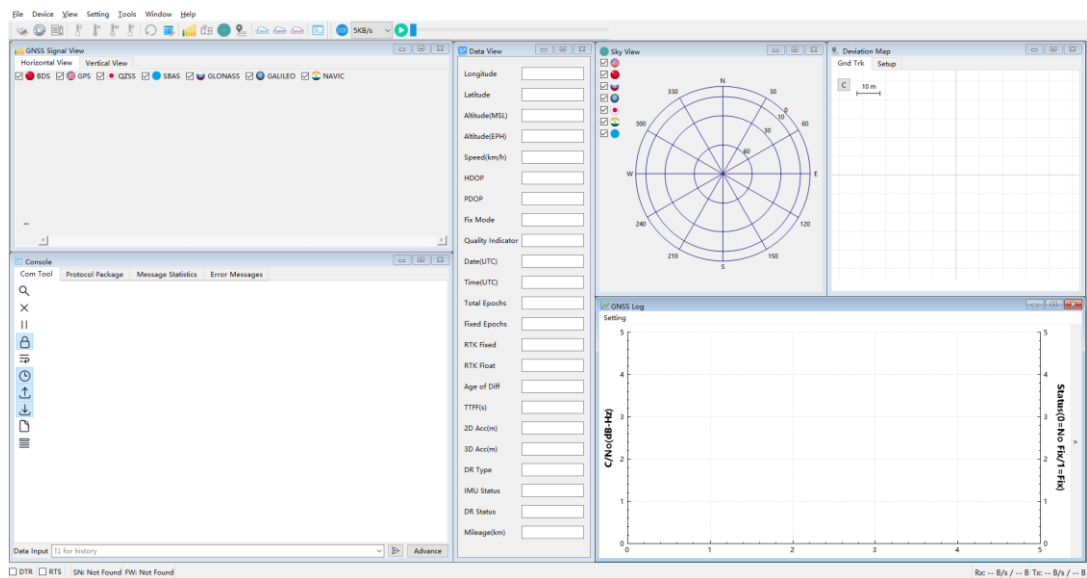 File Device View Setting Tools Window Help
5KB/s
GNSS Signal View
Horizontal View Vertical View
BDS GPS QZSS SBAS GLONASS GALILEO NAVIC
Console
Com Tool Protocol Package Message Statistics Error Messages
Data Input ↑↓ for history Advance
Data View
Longitude
Latitude
Altitude(MSL)
Altitude(EPH)
Speed(km/h)
HDOP
PDOP
Fix Mode
Quality Indicator
Date(UTC)
Time(UTC)
Total Epochs
Fixed Epochs
RTK Fixed
RTK Float
Age of Diff
TTFF(s)
2D Acc(m)
3D Acc(m)
DR Type
IMU Status
DR Status
Mileage(km)
Sky View
N
330 30
0
10
300 30 60
60
W E
240 120
210 150
S
Deviation Map
Gnd Trk Setup
C 10 m
GNSS Log
Setting
5 5
4 4
3 3
2 2
1 1
0 0
0 1 2 3 4 5
C/No(dB-Hz)
Status(0=No Fix/1=Fix)
>
DTR RTS SN: Not Found FW: Not Found
Rx: -- B/s / -- B Tx: -- B/s / -- B